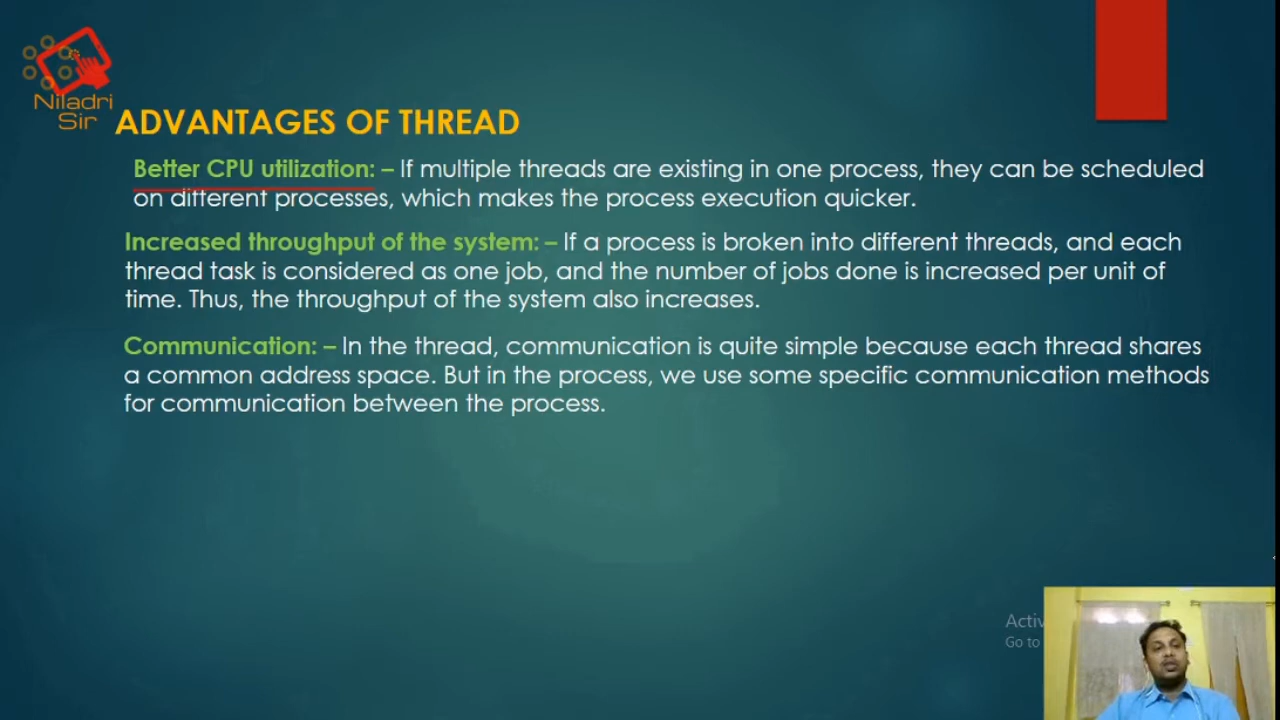 Niladri
Sir
ADVANTAGES OF THREAD
Better CPU utilization: – If multiple threads are existing in one process, they can be scheduled
on different processes, which makes the process execution quicker.
Increased throughput of the system: – If a process is broken into different threads, and each
thread task is considered as one job, and the number of jobs done is increased per unit of
time. Thus, the throughput of the system also increases.
Communication: – In the thread, communication is quite simple because each thread shares
a common address space. But in the process, we use some specific communication methods
for communication between the process.
Go to